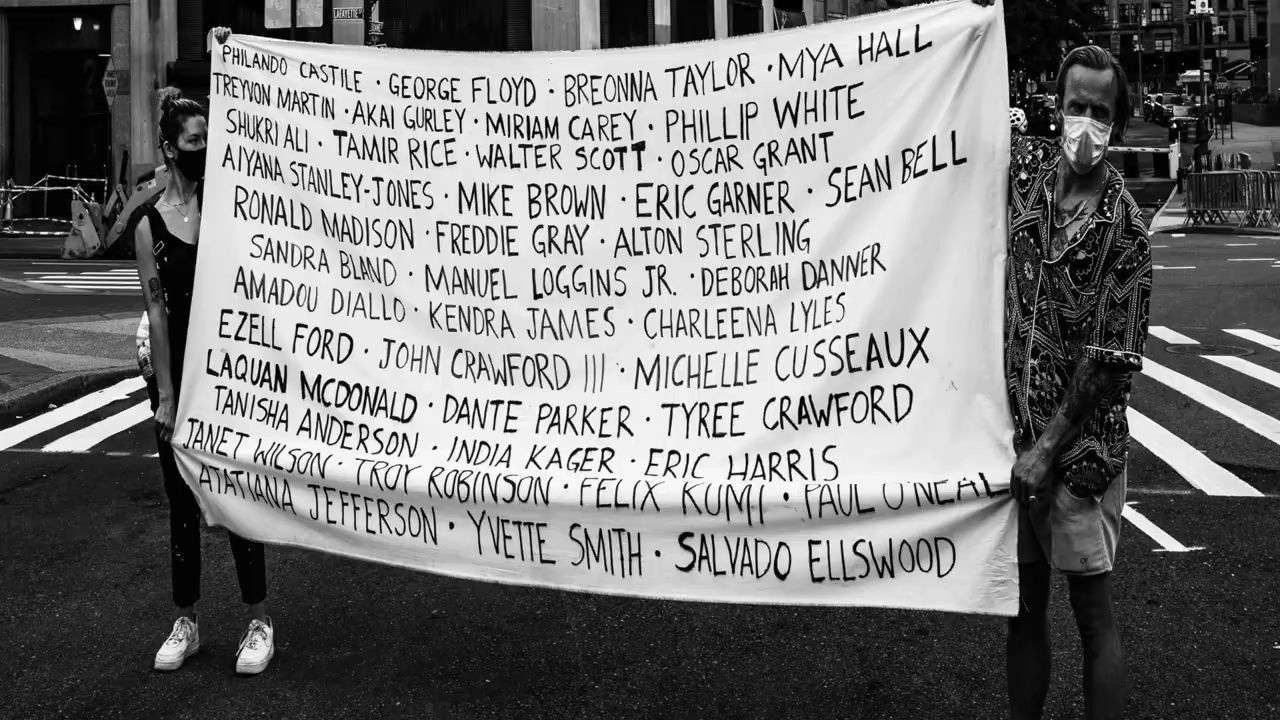 LAFAYETTE
PHILANDO CASTILE · GEORGE FLOYD · BREONNA TAYLOR · MYA HALL
TREYVON MARTIN · AKAI GURLEY · MIRIAM CAREY · PHILLIP WHITE
SHUKRI ALI · TAMIR RICE · WALTER SCOTT · OSCAR GRANT
AIYANA STANLEY-JONES · MIKE BROWN · ERIC GARNER · SEAN BELL
RONALD MADISON · FREDDIE GRAY · ALTON STERLING
SANDRA BLAND · MANUEL LOGGINS JR. · DEBORAH DANNER
AMADOU DIALLO · KENDRA JAMES · CHARLEENA LYLES
EZELL FORD · JOHN CRAWFORD III · MICHELLE CUSSEAUX
LAQUAN MCDONALD · DANTE PARKER · TYREE CRAWFORD
TANISHA ANDERSON · INDIA KAGER · ERIC HARRIS
JANET WILSON · TROY ROBINSON · FELIX KUMI · PAUL O'NEAL
ATATIANA JEFFERSON · YVETTE SMITH · SALVADO ELLSWOOD